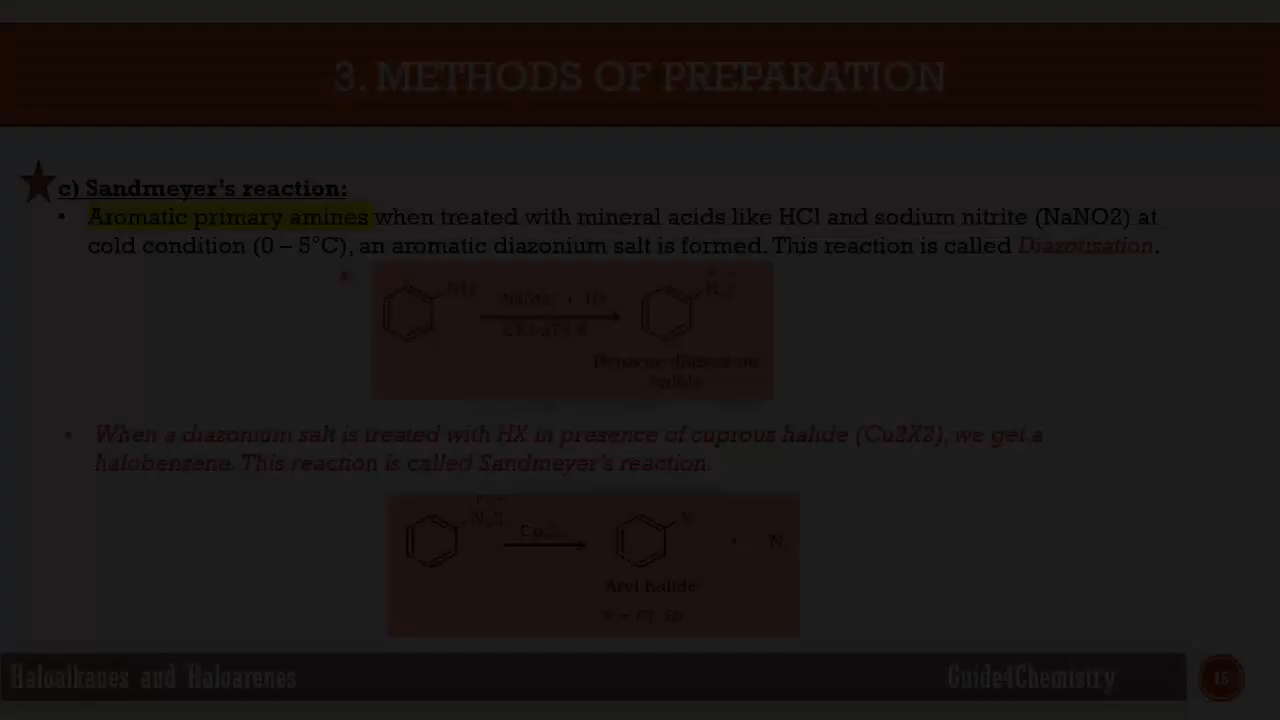 3. METHODS OF PREPARATION
c) Sandmeyer's reaction:
• Aromatic primary amines when treated with mineral acids like HCl and sodium nitrite (NaNO2) at
cold condition (0 – 5°C), an aromatic diazonium salt is formed. This reaction is called Diazotisation.
Benzene diazonium
halide
• When a diazonium salt is treated with HX in presence of cuprous halide (Cu2X2), we get a
halobenzene. This reaction is called Sandmeyer's reaction.
Aryl halide
Haloalkanes and Haloarenes
Guide4Chemistry
15